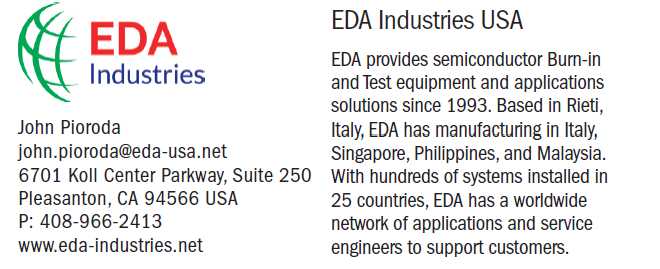 EDA
Industries
John Pioroda
john.pioroda@eda-usa.net
6701 Koll Center Parkway, Suite 250
Pleasanton, CA 94566 USA
P: 408-966-2413
www.eda-industries.net
EDA Industries USA
EDA provides semiconductor Burn-in
and Test equipment and applications
solutions since 1993. Based in Rieti,
Italy, EDA has manufacturing in Italy,
Singapore, Philippines, and Malaysia.
With hundreds of systems installed in
25 countries, EDA has a worldwide
network of applications and service
engineers to support customers.